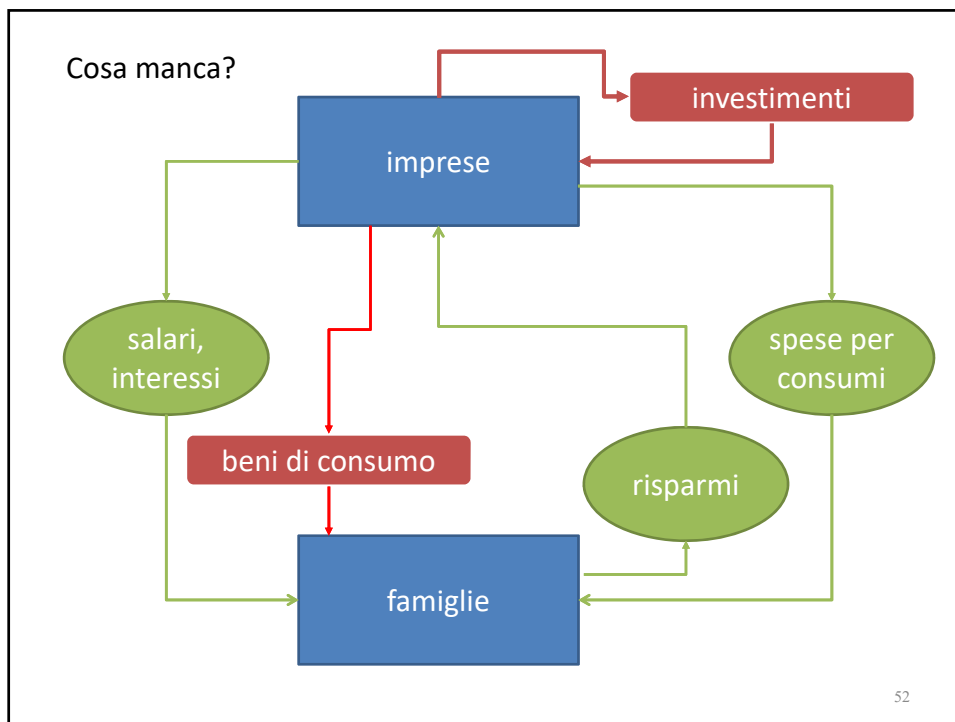 Cosa manca?
investimenti
imprese
salari,
interessi
spese per
consumi
beni di consumo
risparmi
famiglie
52